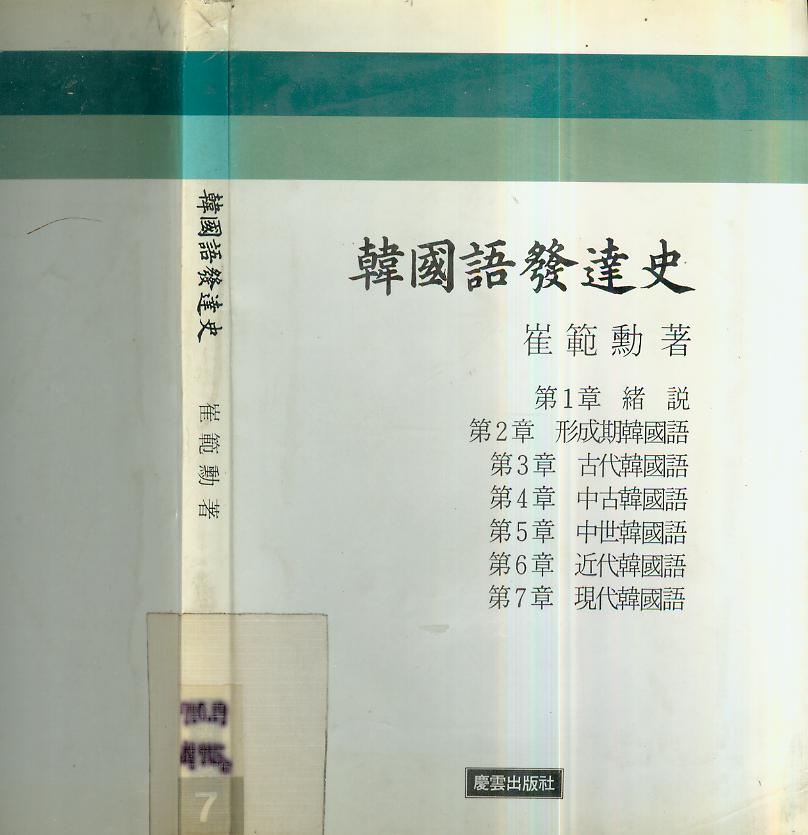 韓國語發達史
崔範勳 著
7
韓國語發達史
崔範勳著
第1章 緖 說
第2章 形成期韓國語
第3章 古代韓國語
第4章 中古韓國語
第5章 中世韓國語
第6章 近代韓國語
第7章 現代韓國語
慶雲出版社